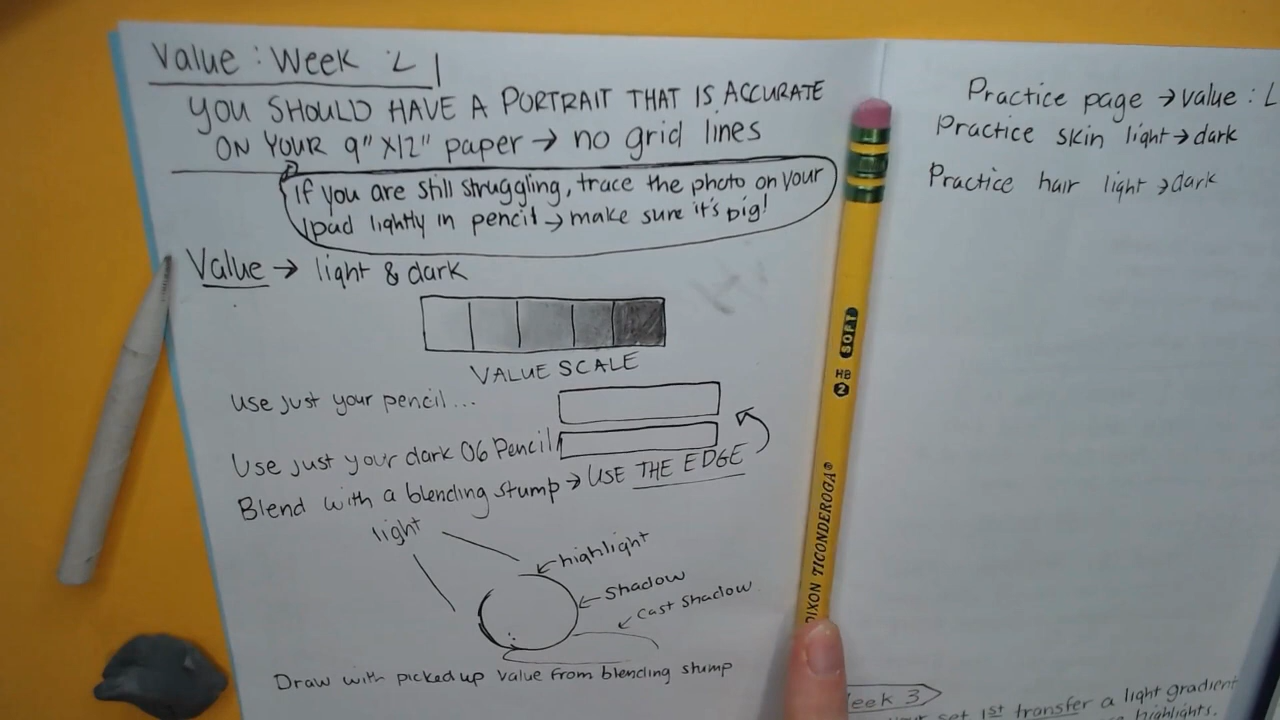 Value : Week 2 1
YOU SHOULD HAVE A PORTRAIT THAT IS ACCURATE
ON YOUR 9" X12" paper → no grid lines
If you are still struggling, trace the photo on your
Ipad lightly in pencil → make sure it's big!
Value → light & dark
VALUE SCALE
Use just your pencil...
Use just your dark 06 Pencil
Blend with a blending stump → USE THE EDGE
light
highlight
Shadow
Cast Shadow
Draw with picked up value from blending stump
Practice page → value : L
Practice skin light → dark
Practice hair light → dark
eek 3
set 1st transfer a light gradient
highlights.
DIXON TICONDEROGA®
2 HB SOFT